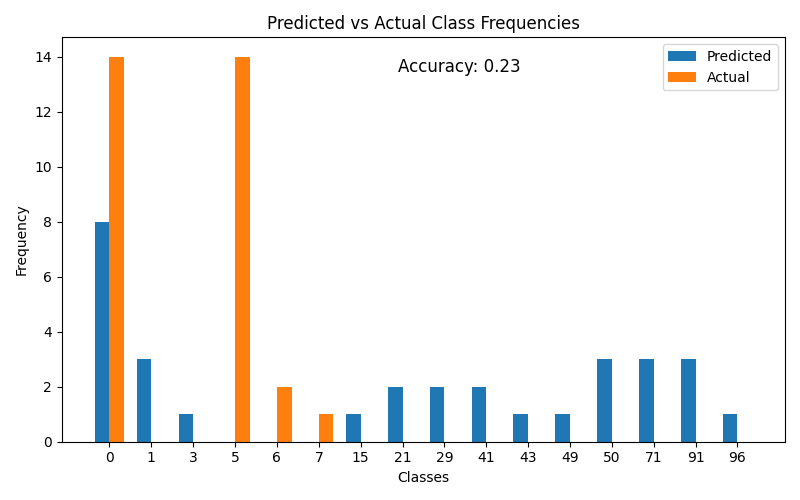 Predicted vs Actual Class Frequencies
Accuracy: 0.23
Predicted
Actual
Frequency
14
12
10
8
6
4
2
0
0 1 3 5 6 7 15 21 29 41 43 49 50 71 91 96
Classes